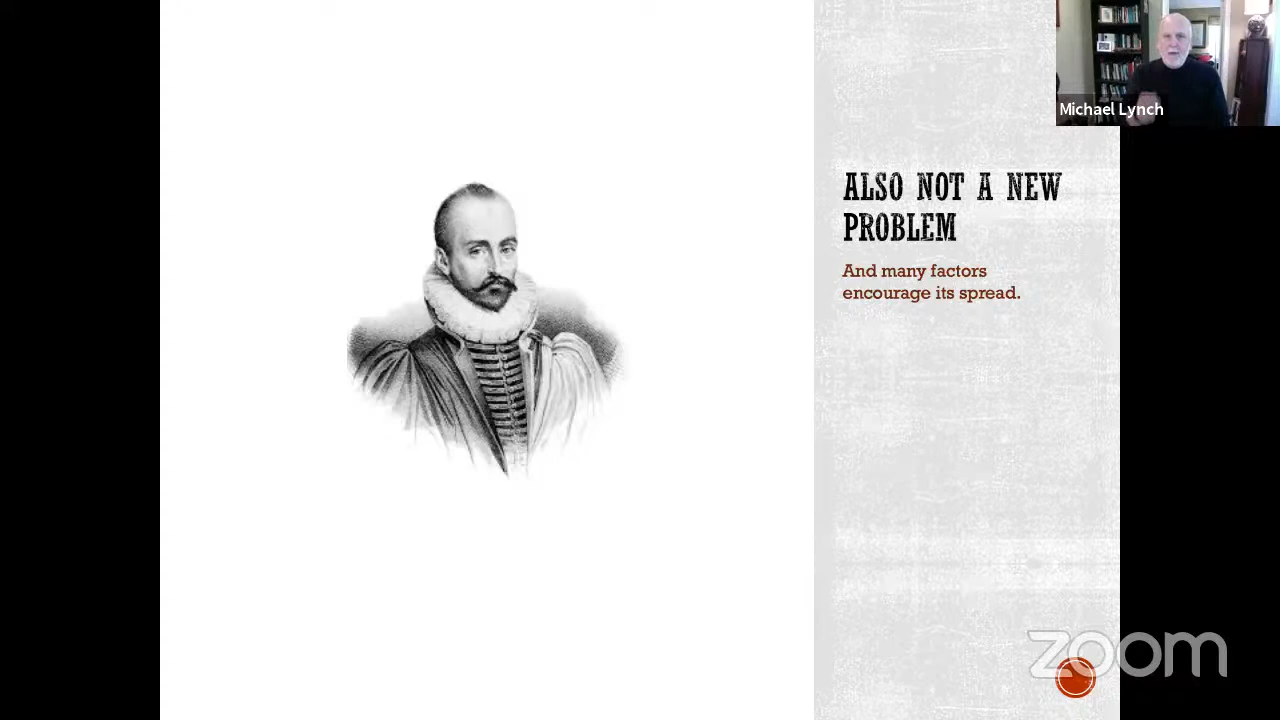 Michael Lynch
ALSO NOT A NEW
PROBLEM
And many factors
encourage its spread.
zoom